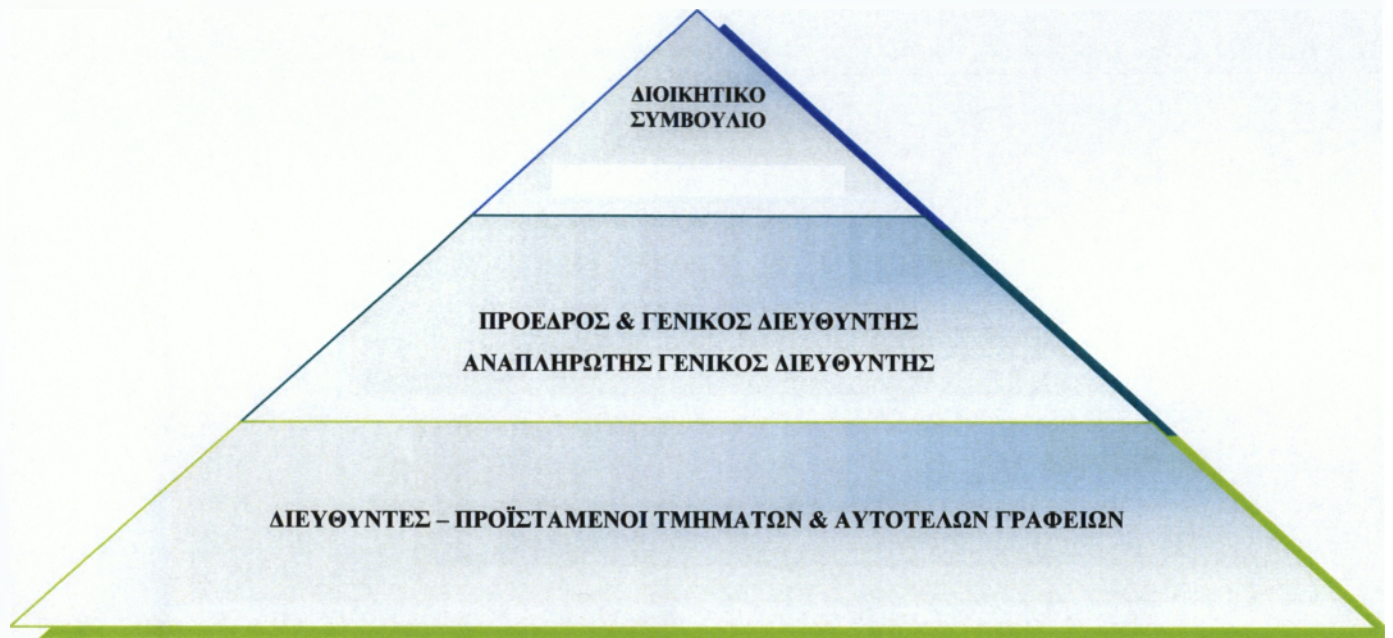 ΔΙΟΙΚΗΤΙΚΟ
ΣΥΜΒΟΥΛΙΟ
ΠΡΟΕΔΡΟΣ & ΓΕΝΙΚΟΣ ΔΙΕΥΘΥΝΤΗΣ
ΑΝΑΠΛΗΡΩΤΗΣ ΓΕΝΙΚΟΣ ΔΙΕΥΘΥΝΤΗΣ
ΔΙΕΥΘΥΝΤΕΣ – ΠΡΟΪΣΤΑΜΕΝΟΙ ΤΜΗΜΑΤΩΝ & ΑΥΤΟΤΕΛΩΝ ΓΡΑΦΕΙΩΝ